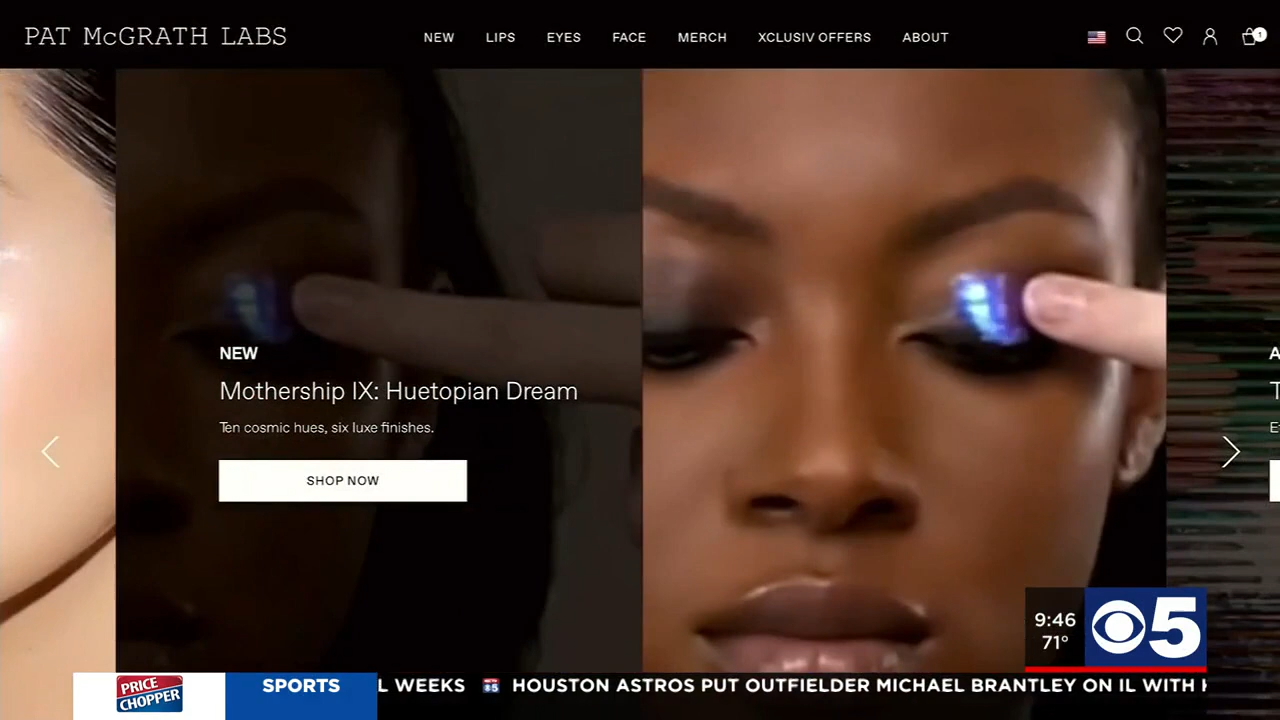 PAT McGRATH LABS
NEW LIPS EYES FACE MERCH XCLUSIV OFFERS ABOUT
1
NEW
Mothership IX: Huetopian Dream
Ten cosmic hues, six luxe finishes.
SHOP NOW
9:46
71°
5
PRICE
CHOPPER
SPORTS
L WEEKS HOUSTON ASTROS PUT OUTFIELDER MICHAEL BRANTLEY ON IL WITH